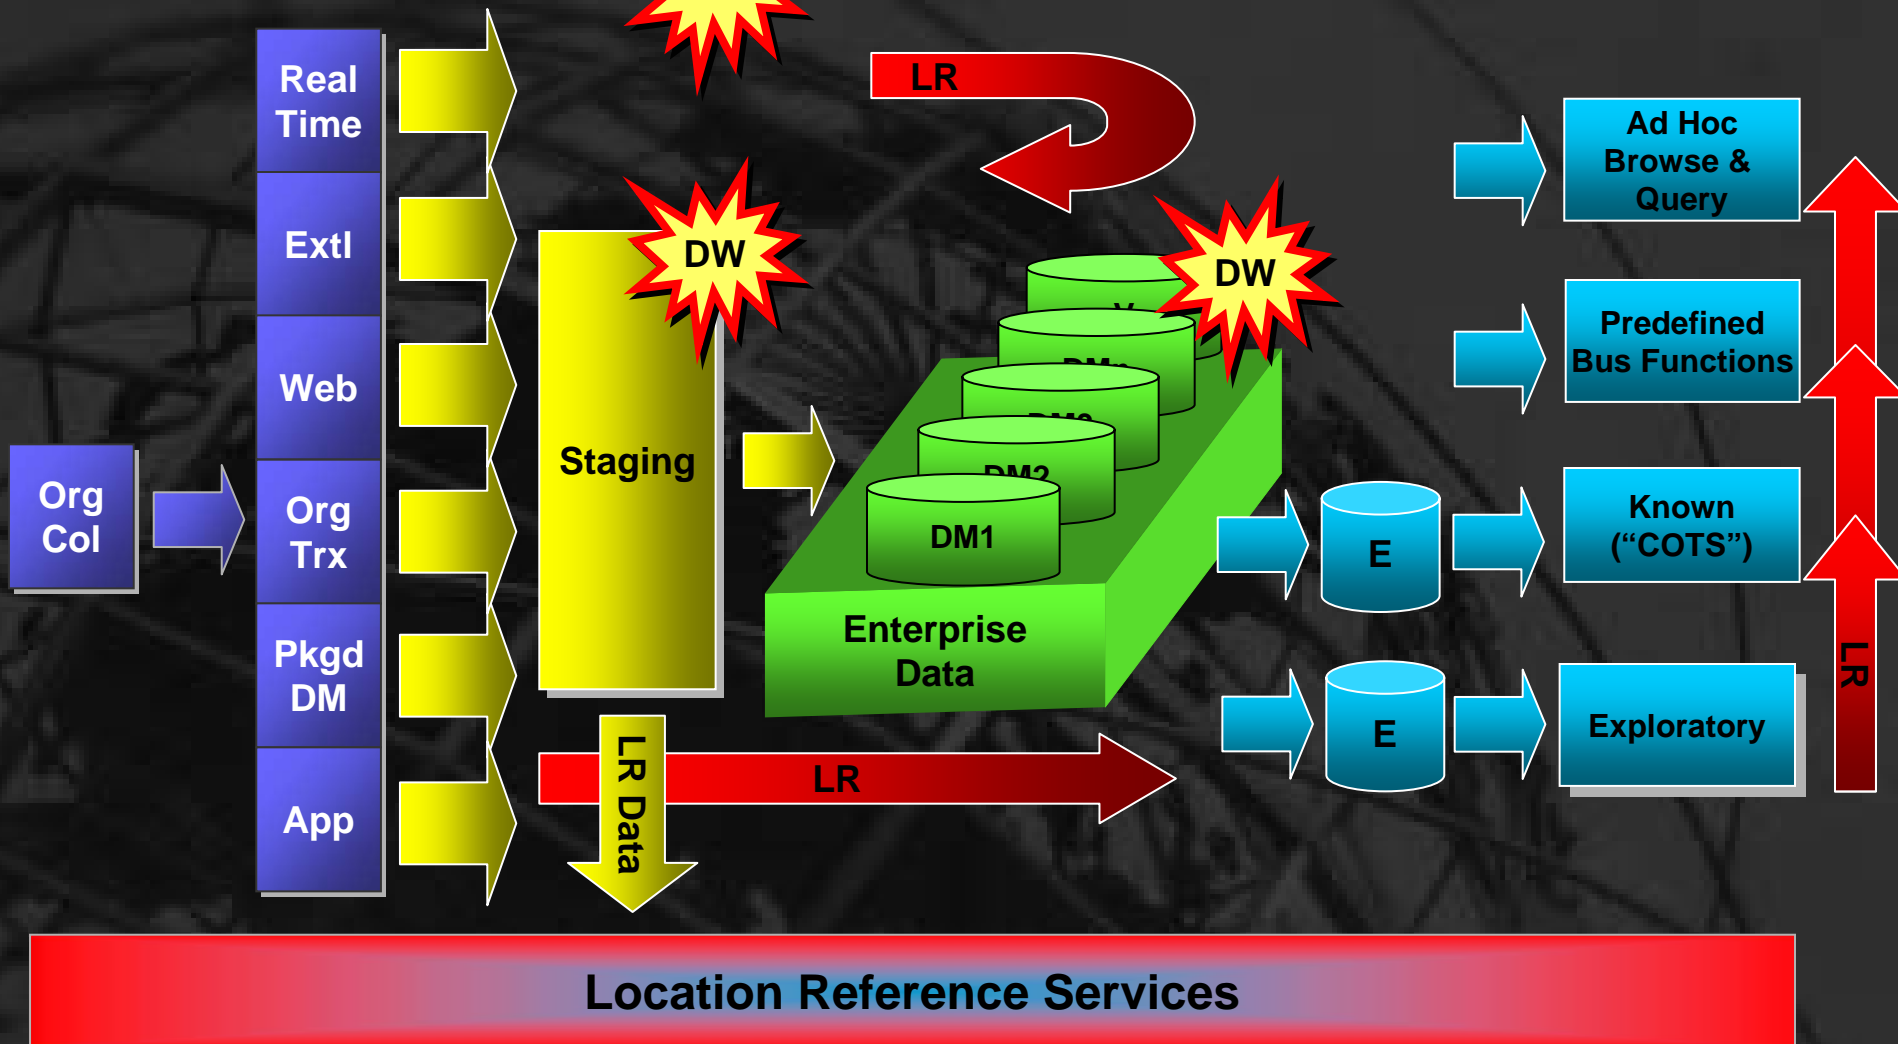 Real
Time
Extl
Web
Org
Trx
Pkgd
DM
App
Org
Col
Staging
DW
LR
DW
DM2
DM1
Enterprise
Data
LR Data
LR
E
E
Ad Hoc
Browse &
Query
Predefined
Bus Functions
Known
(“COTS”)
Exploratory
LR
Location Reference Services